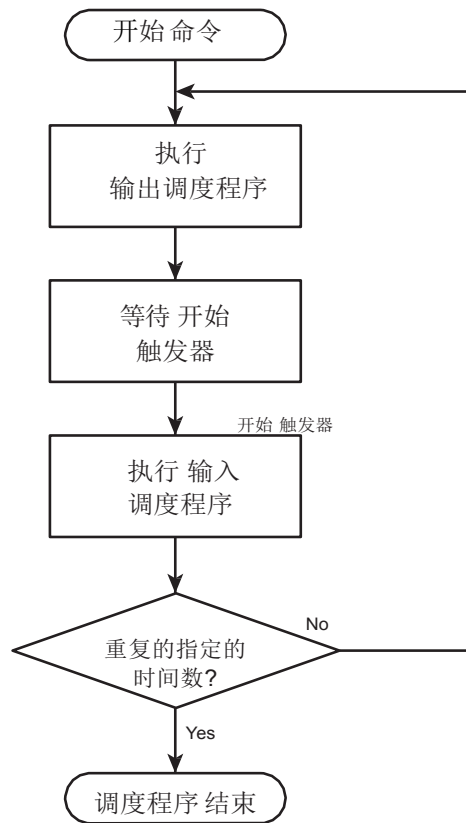 开始 命令
执行
输出调度程序
等待 开始
触发器
开始 触发器
执行 输入
调度程序
No
重复的指定的
时间数?
Yes
调度程序 结束